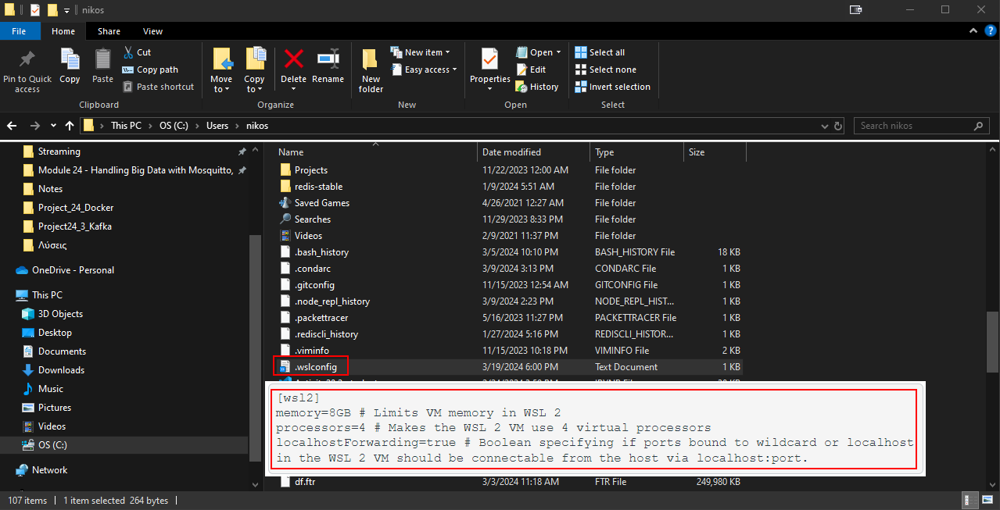 nikos
File
Home
Share
View
Pin to Quick
access
Copy
Paste
Cut
Copy path
Paste shortcut
Clipboard
Move
to
Copy
to
Delete
Rename
Organize
New
folder
New item
Easy access
New
Properties
Open
Edit
History
Open
Select all
Select none
Invert selection
Select
This PC > OS (C:) > Users > nikos
Search nikos
Streaming
Module 24 - Handling Big Data with Mosquitto,
Notes
Project_24_Docker
Project24_3_Kafka
Λύσεις
OneDrive - Personal
This PC
3D Objects
Desktop
Documents
Downloads
Music
Pictures
Videos
OS (C:)
Network
Name Date modified Type Size
Projects 11/22/2023 12:00 AM File folder
redis-stable 1/9/2024 5:51 AM File folder
Saved Games 4/26/2021 12:27 AM File folder
Searches 11/29/2023 8:33 PM File folder
Videos 2/9/2021 11:37 PM File folder
.bash_history 3/5/2024 10:10 PM BASH_HISTORY File 18 KB
.condarc 3/9/2024 3:13 PM CONDARC File 1 KB
.gitconfig 11/15/2023 12:54 AM GITCONFIG File 1 KB
.node_repl_history 3/9/2024 2:23 PM NODE_REPL_HIST... 1 KB
.packettracer 5/16/2023 11:27 PM PACKETTRACER File 1 KB
.rediscli_history 1/27/2024 5:16 PM REDISCLI_HISTOR... 1 KB
.viminfo 11/15/2023 10:18 PM VIMINFO File 2 KB
.wslconfig 3/19/2024 6:00 PM Text Document 1 KB
[wsl2]
memory=8GB # Limits VM memory in WSL 2
processors=4 # Makes the WSL 2 VM use 4 virtual processors
localhostForwarding=true # Boolean specifying if ports bound to wildcard or localhost
in the WSL 2 VM should be connectable from the host via localhost:port.
df.ftr 3/3/2024 11:18 AM FTR File 249,980 KB
107 items 1 item selected 264 bytes